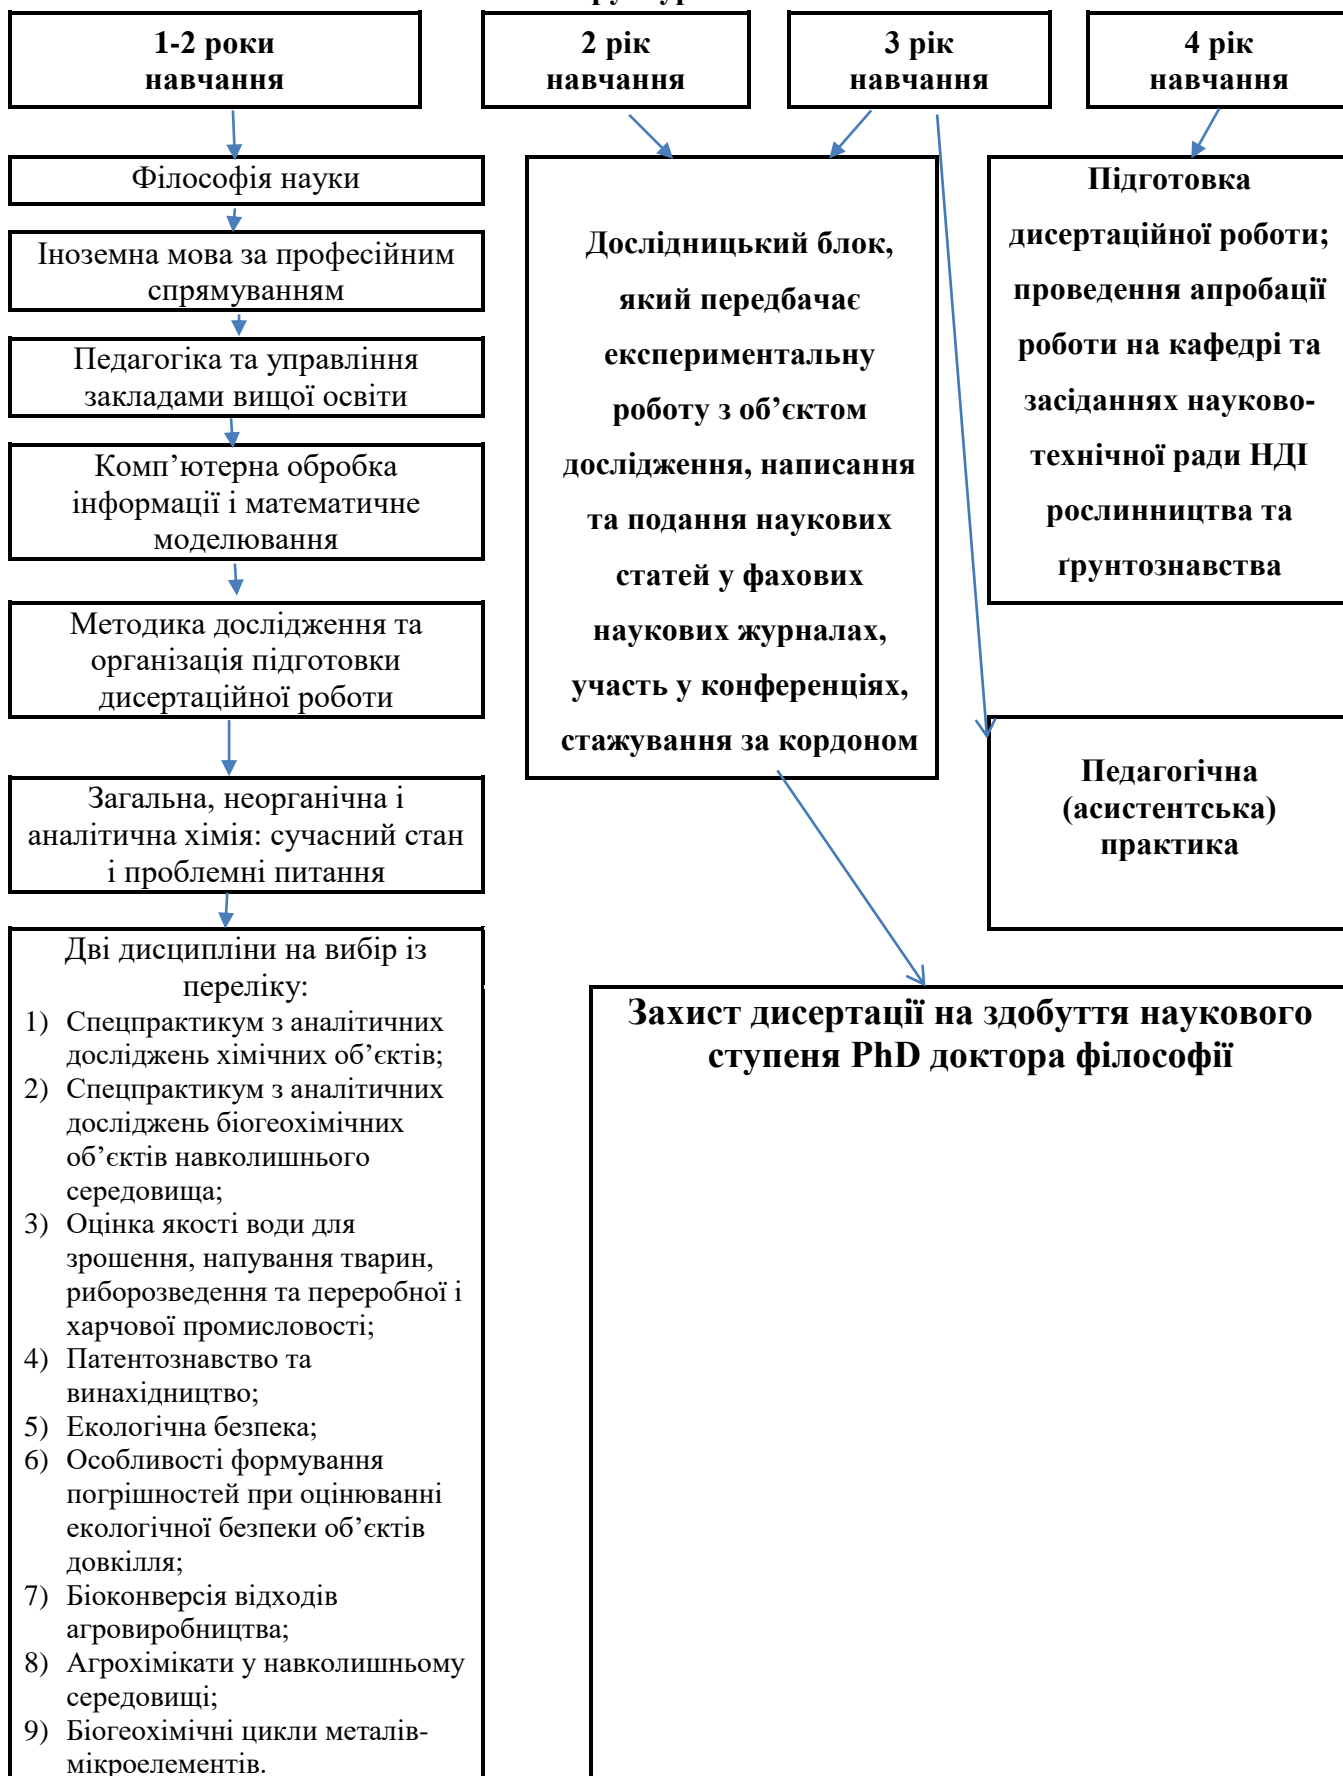 1-2 роки
навчання
2 рік
навчання
3 рік
навчання
4 рік
навчання
Філософія науки
Іноземна мова за професійним
спрямуванням
Педагогіка та управління
закладами вищої освіти
Комп’ютерна обробка
інформації і математичне
моделювання
Методика дослідження та
організація підготовки
дисертаційної роботи
Загальна, неорганічна і
аналітична хімія: сучасний стан
і проблемні питання
Дві дисципліни на вибір із
переліку:
1) Спецпрактикум з аналітичних
досліджень хімічних об’єктів;
2) Спецпрактикум з аналітичних
досліджень біогеохімічних
об’єктів навколишнього
середовища;
3) Оцінка якості води для
зрошення, напування тварин,
риборозведення та переробної і
харчової промисловості;
4) Патентознавство та
винахідництво;
5) Екологічна безпека;
6) Особливості формування
погрішностей при оцінюванні
екологічної безпеки об’єктів
довкілля;
7) Біоконверсія відходів
агровиробництва;
8) Агрохімікати у навколишньому
середовищі;
9) Біогеохімічні цикли металів-
мікроелементів.
Дослідницький блок,
який передбачає
експериментальну
роботу з об’єктом
дослідження, написання
та подання наукових
статей у фахових
наукових журналах,
участь у конференціях,
стажування за кордоном
Підготовка
дисертаційної роботи;
проведення апробації
роботи на кафедрі та
засіданнях науково-
технічної ради НДІ
рослинництва та
ґрунтознавства
Педагогічна
(асистентська)
практика
Захист дисертації на здобуття наукового
ступеня PhD доктора філософії